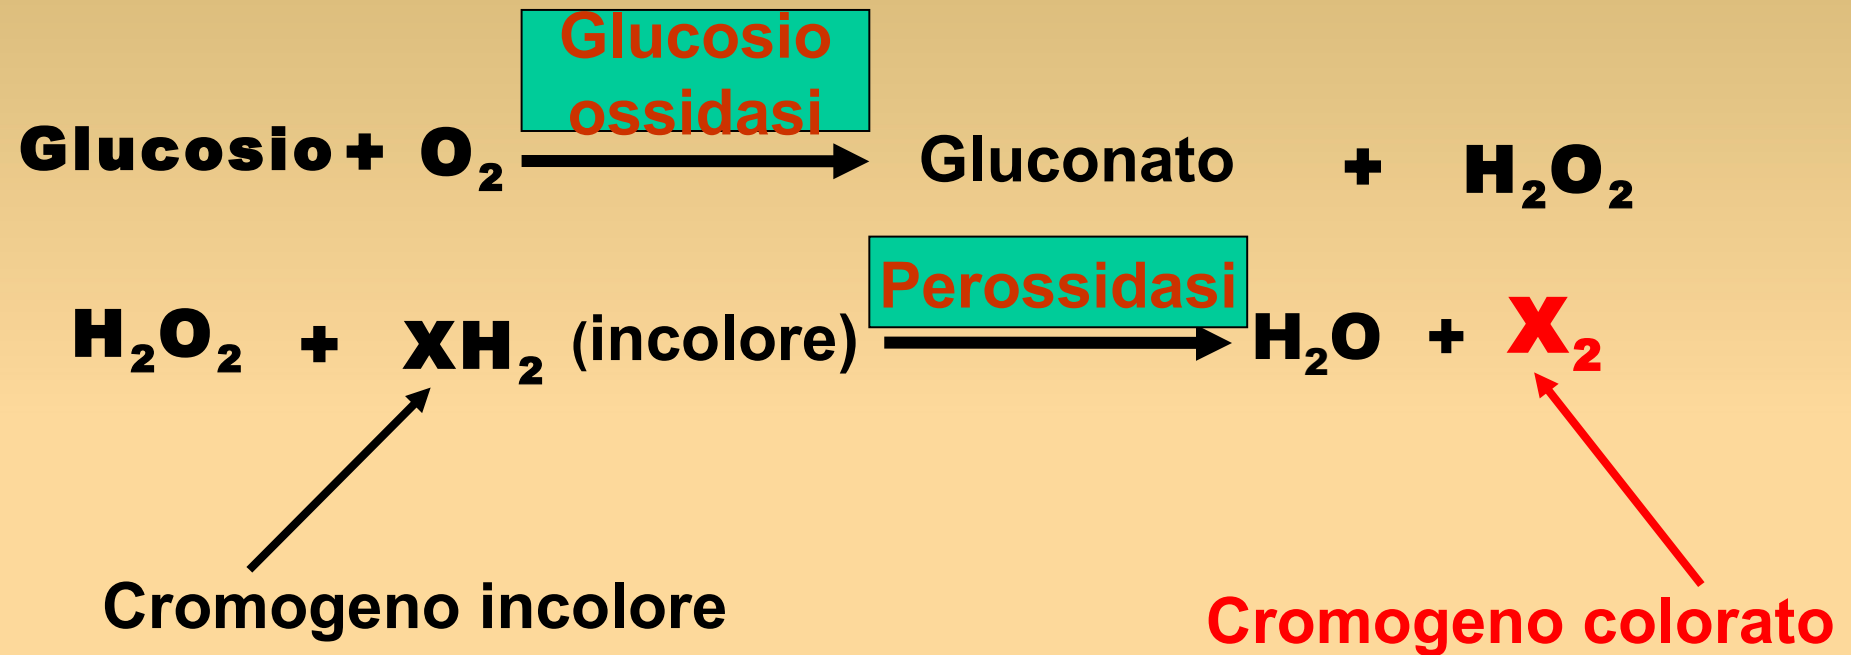 Glucosio
ossidasi
Glucosio + O₂ Gluconato + H₂O₂
Perossidasi
H₂O₂ + XH₂ (incolore) H₂O + X₂
Cromogeno incolore
Cromogeno colorato